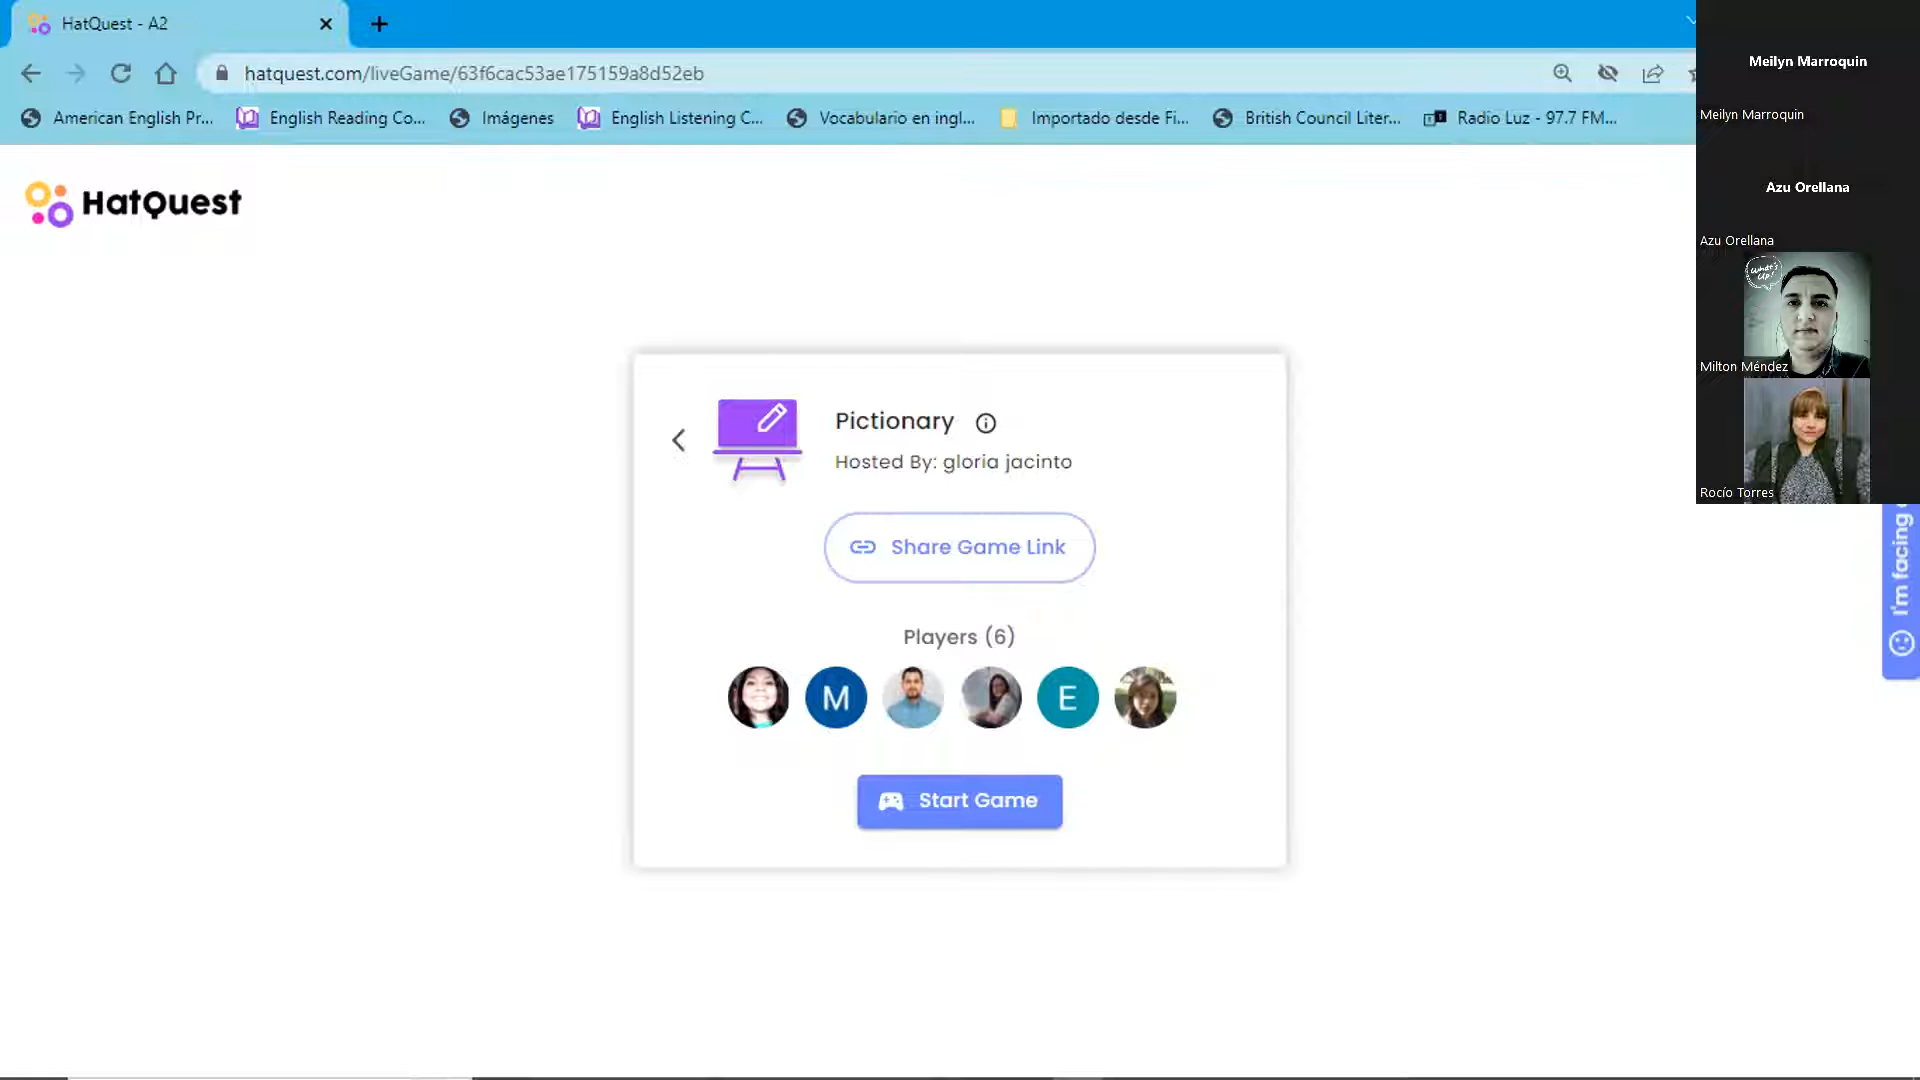 HatQuest - A2
hatquest.com/liveGame/63f6cac53ae175159a8d52eb
American English Pr...
English Reading Co...
Imágenes
English Listening C...
Vocabulario en ingl...
Importado desde Fi...
British Council Liter...
Radio Luz - 97.7 FM...
HatQuest
Meilyn Marroquin
Meilyn Marroquin
Azu Orellana
Azu Orellana
What's
Up!
Milton Méndez
Rocío Torres
Pictionary
Hosted By: gloria jacinto
Share Game Link
Players (6)
M
E
Start Game
I'm facing